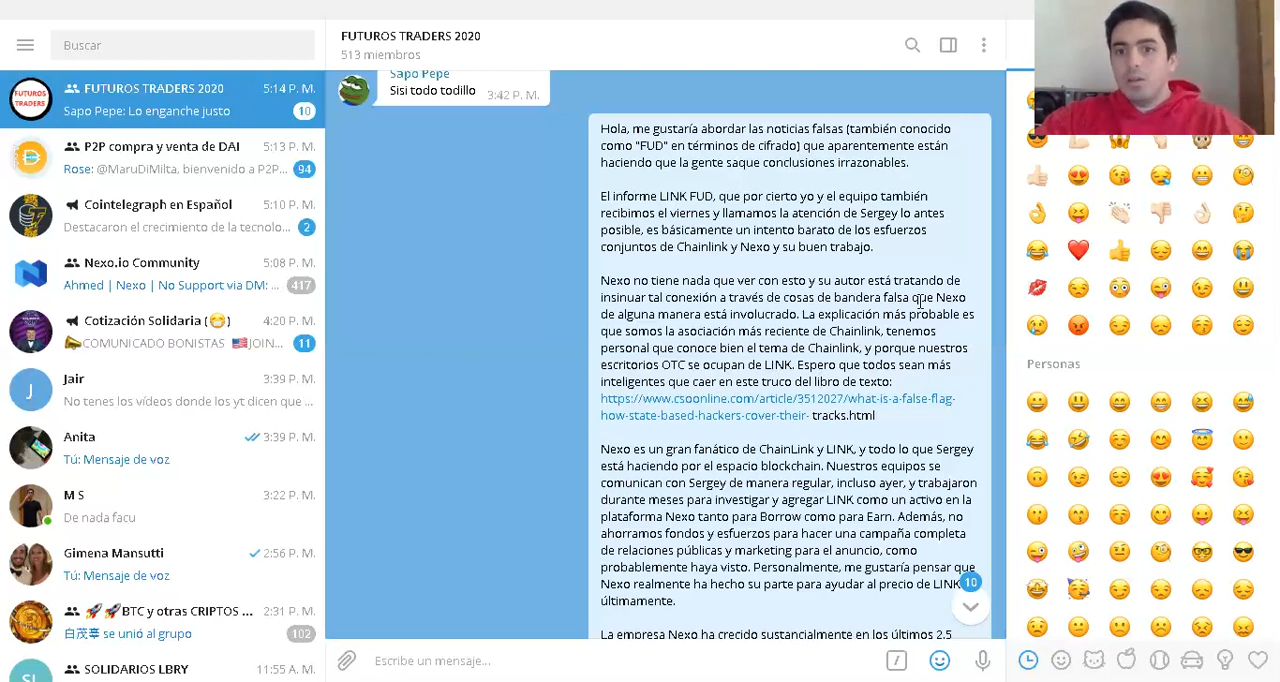 Buscar
FUTUROS TRADERS 2020 5:14 P. M.
Sapo Pepe: Lo enganche justo 10
P2P compra y venta de DAI 5:13 P. M.
Rose: @MaruDiMilta, bienvenido a P2P... 94
Cointelegraph en Español 5:10 P. M.
Destacaron el crecimiento de la tecnolo... 2
Nexo.io Community 5:08 P. M.
Ahmed | Nexo | No Support via DM: ... 417
Cotización Solidaria (😷) 4:20 P. M.
📣COMUNICADO BONISTAS 🇺🇸JOIN... 11
Jair 3:39 P. M.
No tenes los vídeos donde los yt dicen que ...
Anita 3:39 P. M.
Tú: Mensaje de voz
M S 3:22 P. M.
De nada facu
Gimena Mansutti 2:56 P. M.
Tú: Mensaje de voz
🚀🚀BTC y otras CRIPTOS ... 2:31 P. M.
白茂辜 se unió al grupo 102
SOLIDARIOS LBRY 11:55 A. M.
FUTUROS TRADERS 2020
513 miembros
Sapo Pepe
Sisi todo todillo 3:42 P. M.
Hola, me gustaría abordar las noticias falsas (también conocido
como "FUD" en términos de cifrado) que aparentemente están
haciendo que la gente saque conclusiones irrazonables.
El informe LINK FUD, que por cierto yo y el equipo también
recibimos el viernes y llamamos la atención de Sergey lo antes
posible, es básicamente un intento barato de los esfuerzos
conjuntos de Chainlink y Nexo y su buen trabajo.
Nexo no tiene nada que ver con esto y su autor está tratando de
insinuar tal conexión a través de cosas de bandera falsa que Nexo
de alguna manera está involucrado. La explicación más probable es
que somos la asociación más reciente de Chainlink, tenemos
personal que conoce bien el tema de Chainlink, y porque nuestros
escritorios OTC se ocupan de LINK. Espero que todos sean más
inteligentes que caer en este truco del libro de texto:
https://www.csoonline.com/article/3512027/what-is-a-false-flag-
how-state-based-hackers-cover-their- tracks.html
Nexo es un gran fanático de ChainLink y LINK, y todo lo que Sergey
está haciendo por el espacio blockchain. Nuestros equipos se
comunican con Sergey de manera regular, incluso ayer, y trabajaron
durante meses para investigar y agregar LINK como un activo en la
plataforma Nexo tanto para Borrow como para Earn. Además, no
ahorramos fondos y esfuerzos para hacer una campaña completa
de relaciones públicas y marketing para el anuncio, como
probablemente haya visto. Personalmente, me gustaría pensar que
Nexo realmente ha hecho su parte para ayudar al precio de LINK
últimamente.
La empresa Nexo ha crecido sustancialmente en los últimos 2.5
10
Escribe un mensaje...
Personas